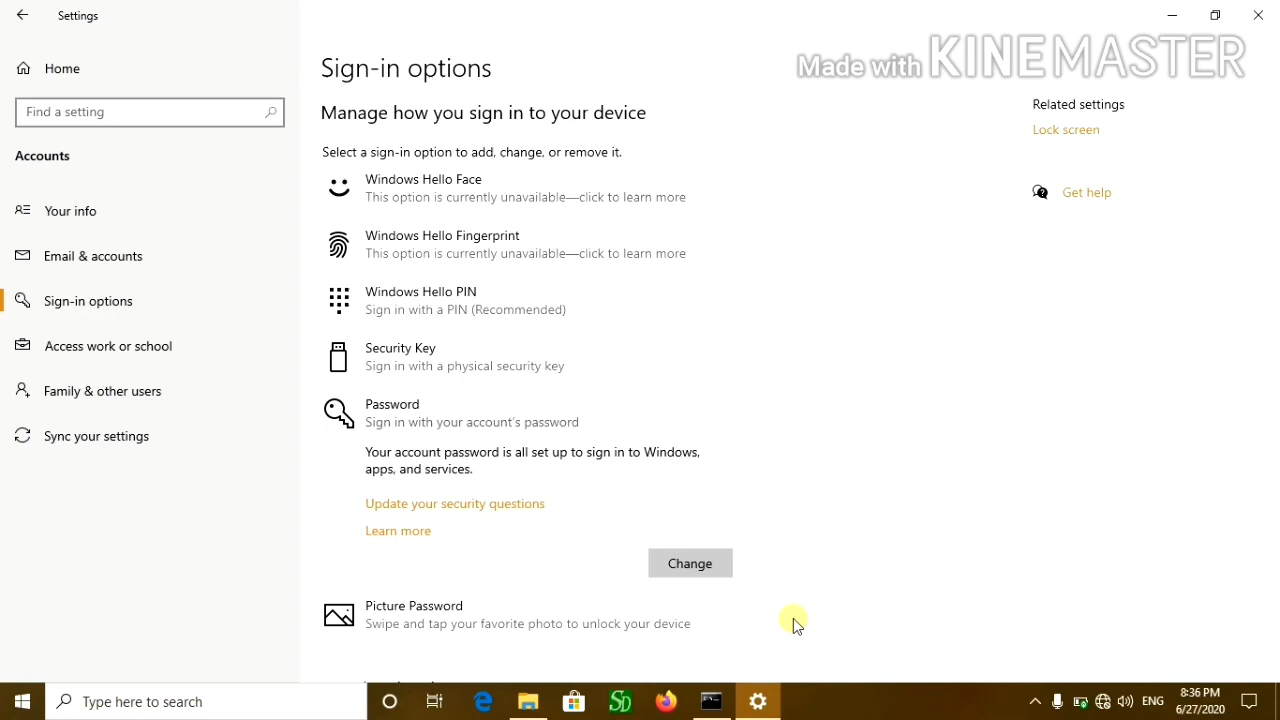 Settings
Made with KINEMASTER
Home
Find a setting
Accounts
Your info
Email & accounts
Sign-in options
Access work or school
Family & other users
Sync your settings
Sign-in options
Manage how you sign in to your device
Select a sign-in option to add, change, or remove it.
Windows Hello Face
This option is currently unavailable—click to learn more
Windows Hello Fingerprint
This option is currently unavailable—click to learn more
Windows Hello PIN
Sign in with a PIN (Recommended)
Security Key
Sign in with a physical security key
Password
Sign in with your account's password
Your account password is all set up to sign in to Windows,
apps, and services.
Update your security questions
Learn more
Change
Picture Password
Swipe and tap your favorite photo to unlock your device
Related settings
Lock screen
Get help
Type here to search
SD
ENG
8:36 PM
6/27/2020